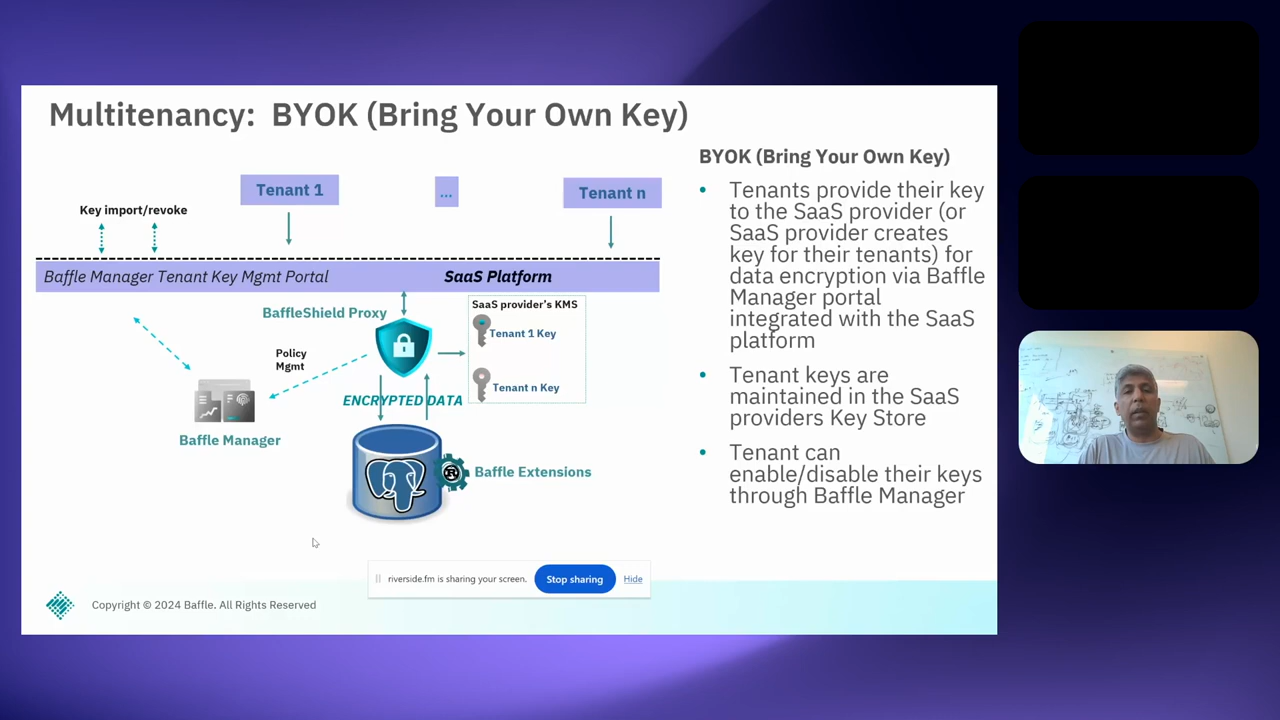 Multitenancy: BYOK (Bring Your Own Key)
Tenant 1
...
Tenant n
Key import/revoke
Baffle Manager Tenant Key Mgmt Portal
SaaS Platform
BaffleShield Proxy
SaaS provider's KMS
Tenant 1 Key
Tenant n Key
Policy
Mgmt
ENCRYPTED DATA
Baffle Manager
Baffle Extensions
BYOK (Bring Your Own Key)
• Tenants provide their key
to the SaaS provider (or
SaaS provider creates
key for their tenants) for
data encryption via Baffle
Manager portal
integrated with the SaaS
platform
• Tenant keys are
maintained in the SaaS
providers Key Store
• Tenant can
enable/disable their keys
through Baffle Manager
riverside.fm is sharing your screen.
Stop sharing
Hide
Copyright © 2024 Baffle. All Rights Reserved